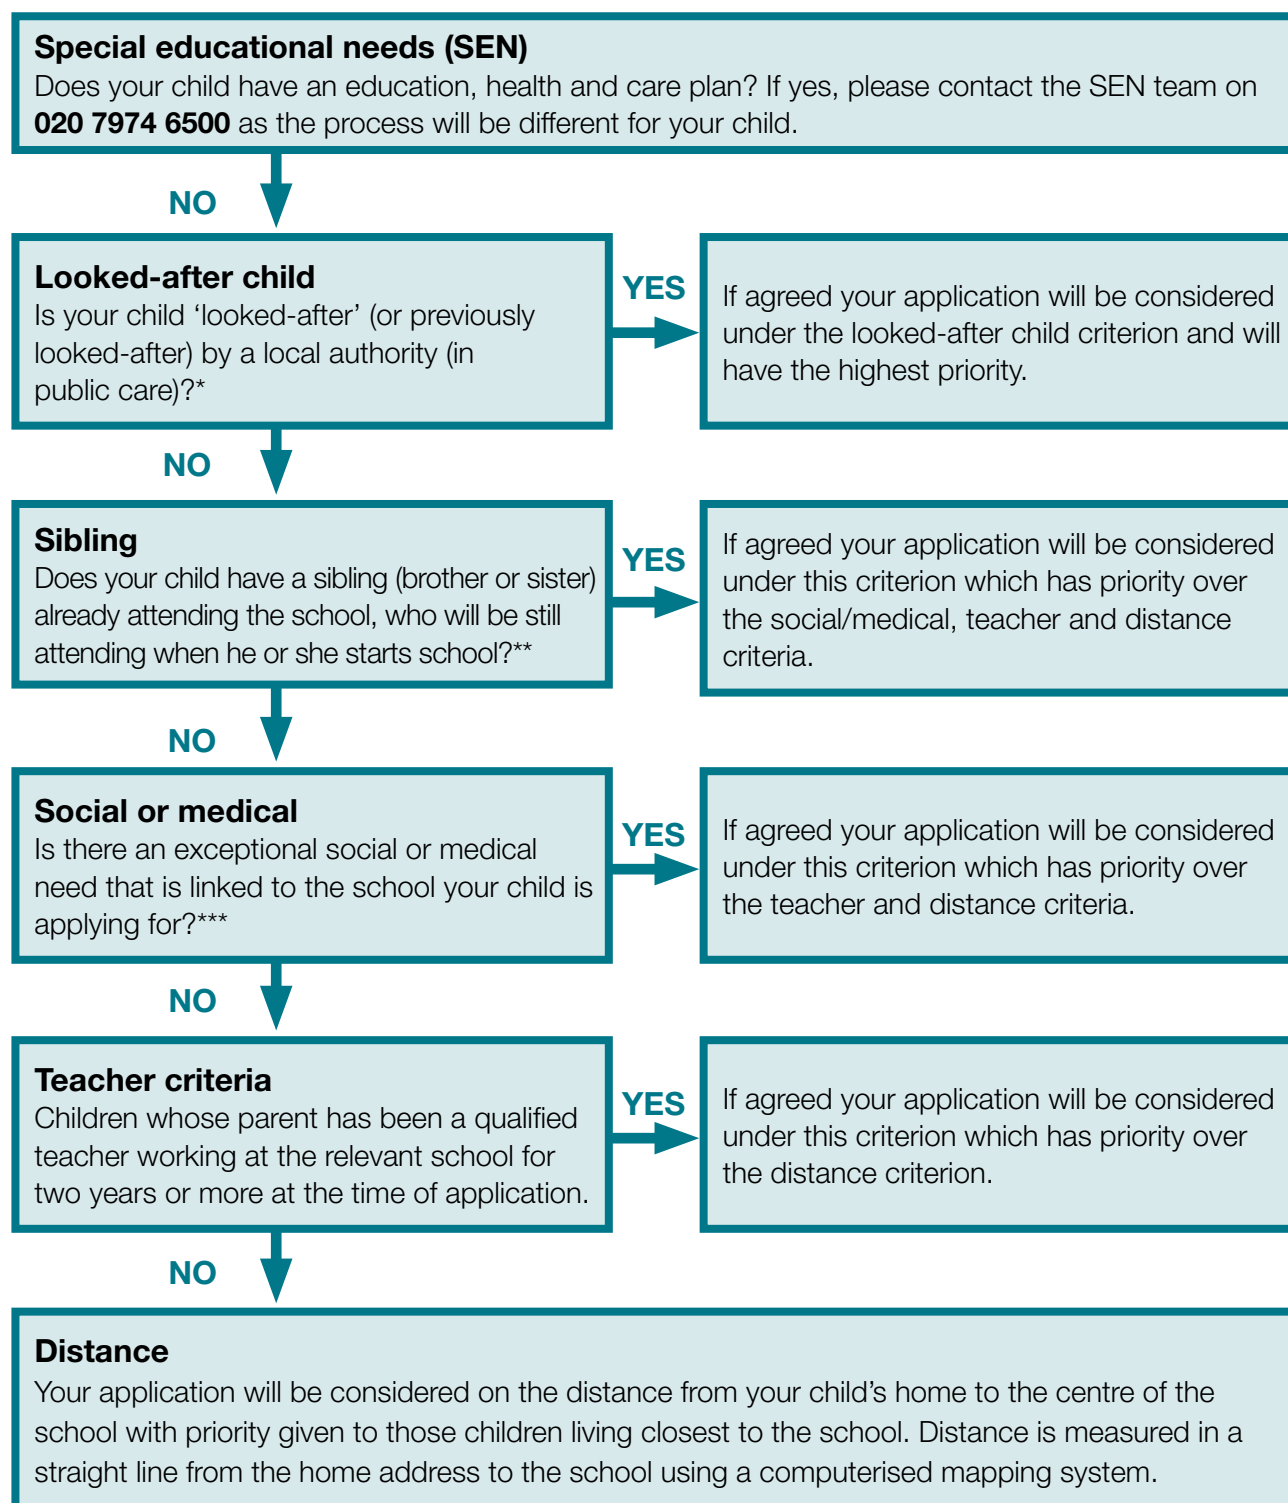 Special educational needs (SEN)
Does your child have an education, health and care plan? If yes, please contact the SEN team on
020 7974 6500 as the process will be different for your child.
NO
Looked-after child
Is your child ‘looked-after’ (or previously
looked-after) by a local authority (in
public care)?*
YES
If agreed your application will be considered
under the looked-after child criterion and will
have the highest priority.
NO
Sibling
Does your child have a sibling (brother or sister)
already attending the school, who will be still
attending when he or she starts school?**
YES
If agreed your application will be considered
under this criterion which has priority over
the social/medical, teacher and distance
criteria.
NO
Social or medical
Is there an exceptional social or medical
need that is linked to the school your child is
applying for?***
YES
If agreed your application will be considered
under this criterion which has priority over
the teacher and distance criteria.
NO
Teacher criteria
Children whose parent has been a qualified
teacher working at the relevant school for
two years or more at the time of application.
YES
If agreed your application will be considered
under this criterion which has priority over
the distance criterion.
NO
Distance
Your application will be considered on the distance from your child’s home to the centre of the
school with priority given to those children living closest to the school. Distance is measured in a
straight line from the home address to the school using a computerised mapping system.